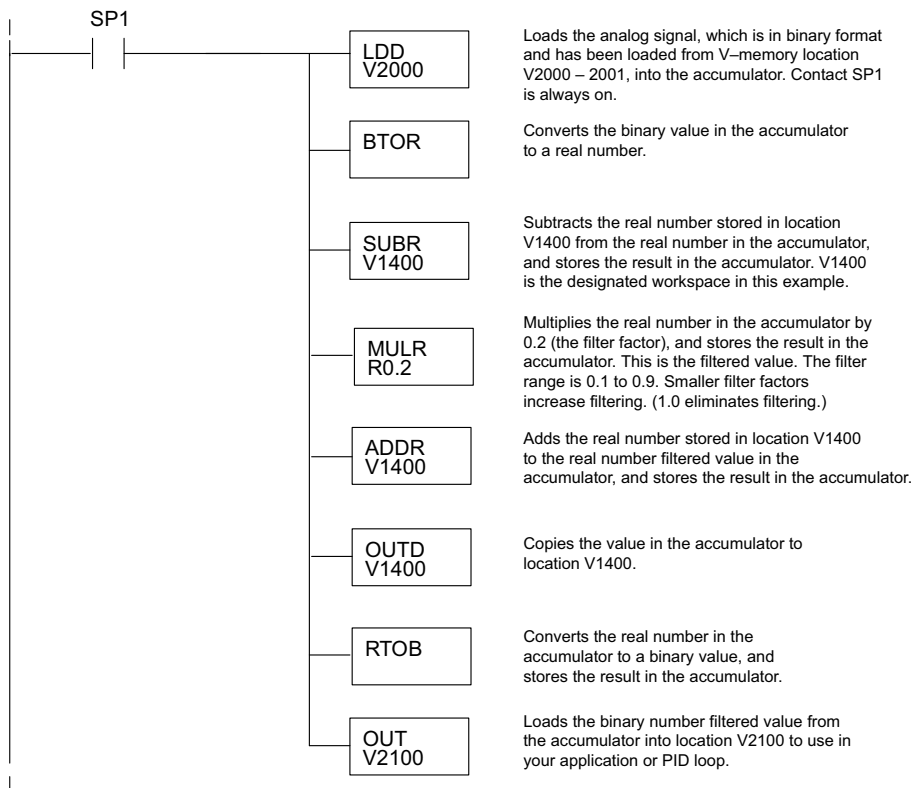 SP1
LDD
V2000
Loads the analog signal, which is in binary format
and has been loaded from V–memory location
V2000 – 2001, into the accumulator. Contact SP1
is always on.
BTOR
Converts the binary value in the accumulator
to a real number.
SUBR
V1400
Subtracts the real number stored in location
V1400 from the real number in the accumulator,
and stores the result in the accumulator. V1400
is the designated workspace in this example.
MULR
R0.2
Multiplies the real number in the accumulator by
0.2 (the filter factor), and stores the result in the
accumulator. This is the filtered value. The filter
range is 0.1 to 0.9. Smaller filter factors
increase filtering. (1.0 eliminates filtering.)
ADDR
V1400
Adds the real number stored in location V1400
to the real number filtered value in the
accumulator, and stores the result in the accumulator.
OUTD
V1400
Copies the value in the accumulator to
location V1400.
RTOB
Converts the real number in the
accumulator to a binary value, and
stores the result in the accumulator.
OUT
V2100
Loads the binary number filtered value from
the accumulator into location V2100 to use in
your application or PID loop.